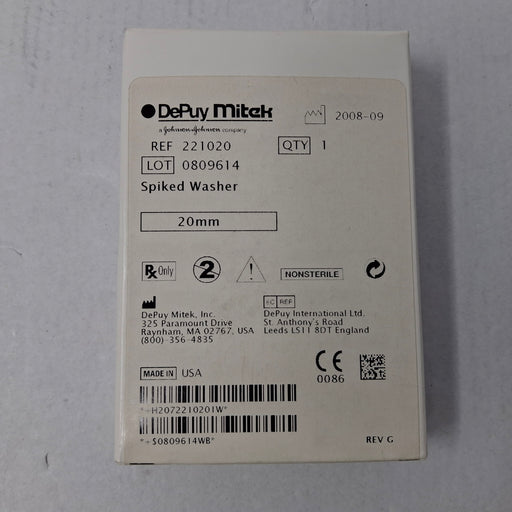 DePuy Mitek
2008-09
a Johnson & Johnson company
REF 221020 QTY 1
LOT 0809614
Spiked Washer
20mm
Rx Only 2 NONSTERILE
DePuy Mitek, Inc.
325 Paramount Drive
Raynham, MA 02767, USA
(800)-356-4835
EC REP
DePuy International Ltd.
St. Anthony's Road
Leeds LS11 8DT England
MADE IN USA
CE
0086
*+H2072210201W*
*+$0809614WB*
REV G